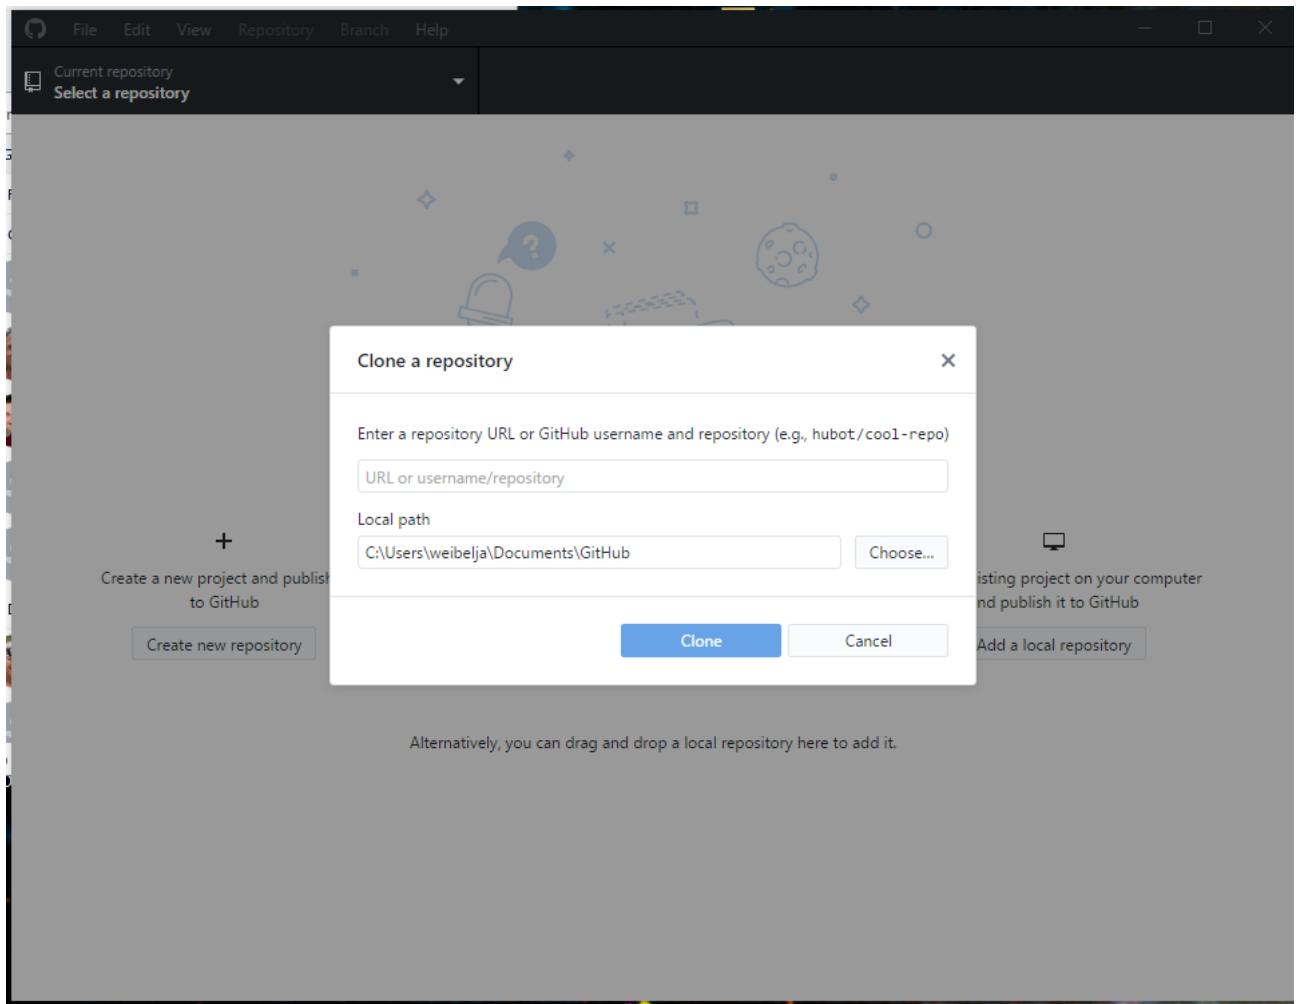 File Edit View Repository Branch Help
Current repository
Select a repository
Clone a repository
Enter a repository URL or GitHub username and repository (e.g., hubot/cool-repo)
URL or username/repository
Local path
C:\Users\weibelja\Documents\GitHub
Choose...
Clone
Cancel
Create a new project and publish
to GitHub
Create new repository
isting project on your computer
nd publish it to GitHub
Add a local repository
Alternatively, you can drag and drop a local repository here to add it.